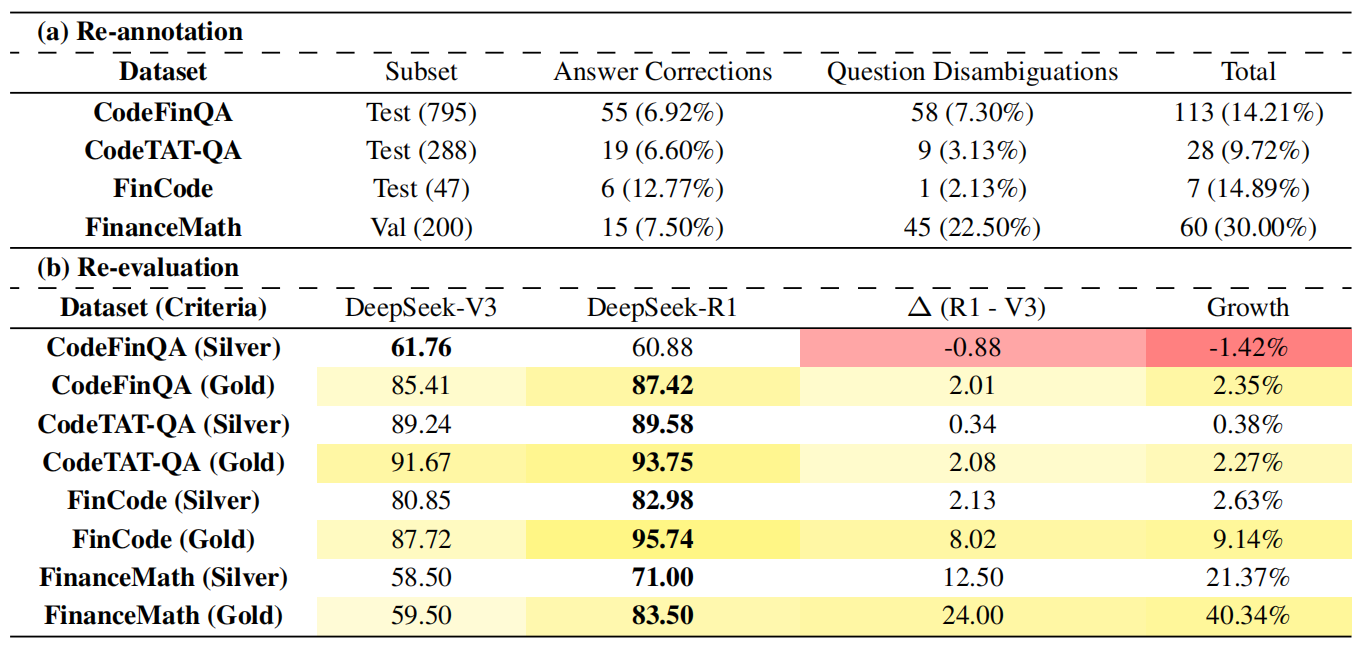 (a) Re-annotation
Dataset Subset Answer Corrections Question Disambiguations Total
CodeFinQA Test (795) 55 (6.92%) 58 (7.30%) 113 (14.21%)
CodeTAT-QA Test (288) 19 (6.60%) 9 (3.13%) 28 (9.72%)
FinCode Test (47) 6 (12.77%) 1 (2.13%) 7 (14.89%)
FinanceMath Val (200) 15 (7.50%) 45 (22.50%) 60 (30.00%)
(b) Re-evaluation
Dataset (Criteria) DeepSeek-V3 DeepSeek-R1 Δ (R1 - V3) Growth
CodeFinQA (Silver) 61.76 60.88 -0.88 -1.42%
CodeFinQA (Gold) 85.41 87.42 2.01 2.35%
CodeTAT-QA (Silver) 89.24 89.58 0.34 0.38%
CodeTAT-QA (Gold) 91.67 93.75 2.08 2.27%
FinCode (Silver) 80.85 82.98 2.13 2.63%
FinCode (Gold) 87.72 95.74 8.02 9.14%
FinanceMath (Silver) 58.50 71.00 12.50 21.37%
FinanceMath (Gold) 59.50 83.50 24.00 40.34%